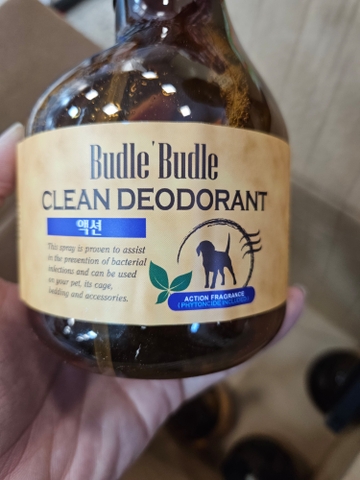 Budle'Budle
CLEAN DEODORANT
액션
This spray is proven to assist
in the prevention of bacterial
infections and can be used
on your pet, its cage,
bedding and accessories.
ACTION FRAGRANCE
(PHYTONCIDE INCLUDED)